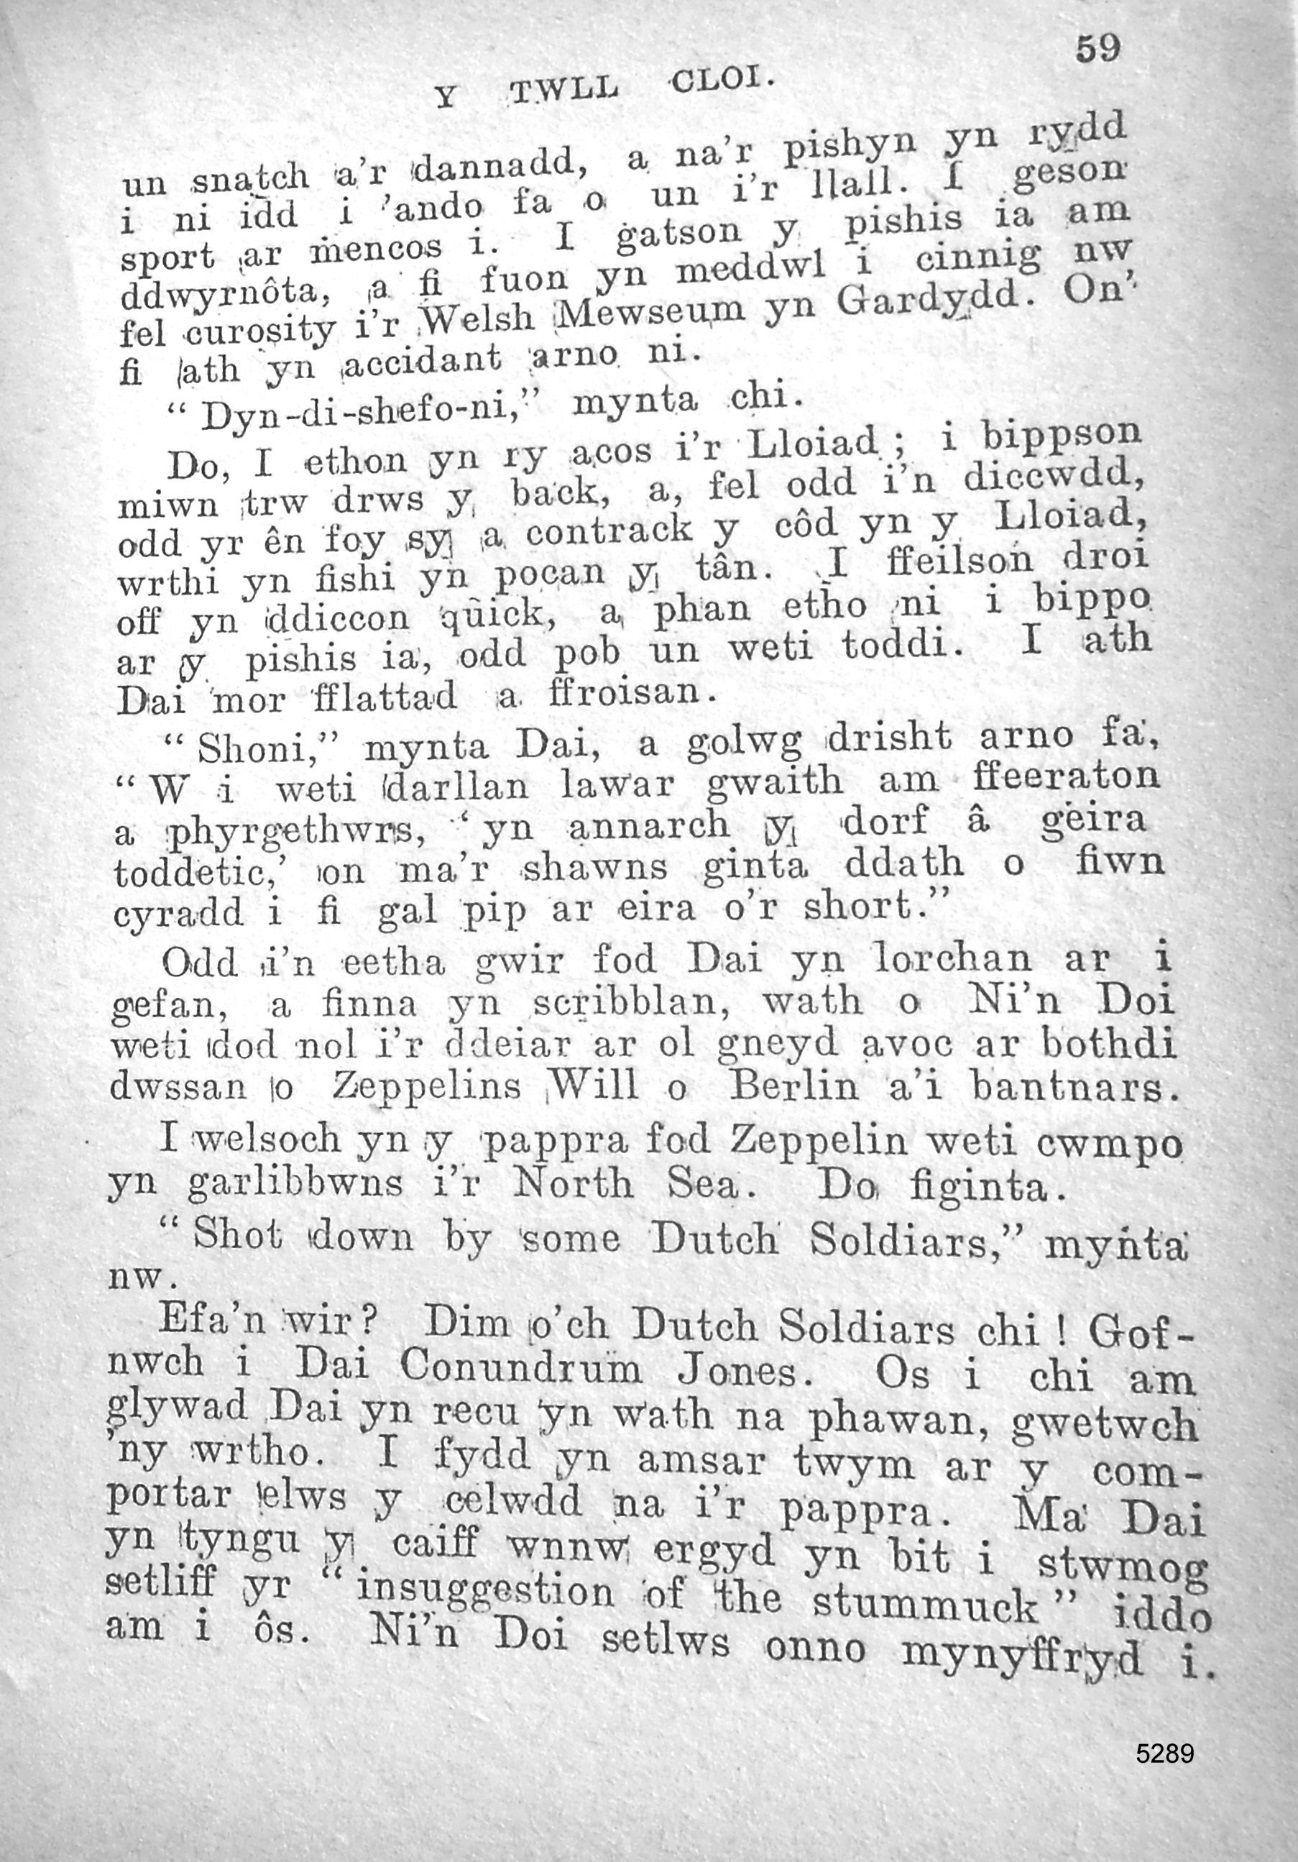 59
Y TWLL CLOI.
un snatch a'r dannadd, a na'r pishyn yn rydd
i ni idd i 'ando fa o un i'r llall. I geson
sport ar mencos i. I gatson y pishis ia am
ddwyrnôta, a fi fuon yn meddwl i cinnig nw
fel curosity i'r Welsh Mewseum yn Gardydd. On'
fi ath yn accidant arno ni.
“ Dyn-di-shefo-ni,” mynta chi.
Do, I ethon yn ry acos i'r Lloiad ; i bippson
miwn trw drws y back, a, fel odd i'n diccwdd,
odd yr ên foy sy a contrack y côd yn y Lloiad,
wrthi yn fishi yn pocan y tân. I ffeilson droi
off yn ddiccon quick, a phan etho ni i bippo
ar y pishis ia, odd pob un weti toddi. I ath
Dai mor fflattad a ffroisan.
“ Shoni,” mynta Dai, a golwg drisht arno fa,
“ W i weti darllan lawar gwaith am ffeeraton
a phyrgethwrs, ‘ yn annarch y dorf â geira
toddetic,’ on ma'r shawns ginta ddath o fiwn
cyradd i fi gal pip ar eira o'r short.”
Odd i'n eetha gwir fod Dai yn lorchan ar i
gefan, a finna yn scribblan, wath o Ni'n Doi
weti dod nol i'r ddeiar ar ol gneyd avoc ar bothdi
dwssan o Zeppelins Will o Berlin a'i bantnars.
I welsoch yn y pappra fod Zeppelin weti cwmpo
yn garlibbwns i'r North Sea. Do figinta.
“ Shot down by some Dutch Soldiars,” mynta
nw.
Efa'n wir? Dim o'ch Dutch Soldiars chi ! Gof-
nwch i Dai Conundrum Jones. Os i chi am
glywad Dai yn recu yn wath na phawan, gwetwch
'ny wrtho. I fydd yn amsar twym ar y com-
portar elws y celwdd na i'r pappra. Ma Dai
yn tyngu y caiff wnnw ergyd yn bit i stwmog
setliff yr “ insuggestion of the stummuck ” iddo
am i ôs. Ni'n Doi setlws onno mynyffryd i.
5289